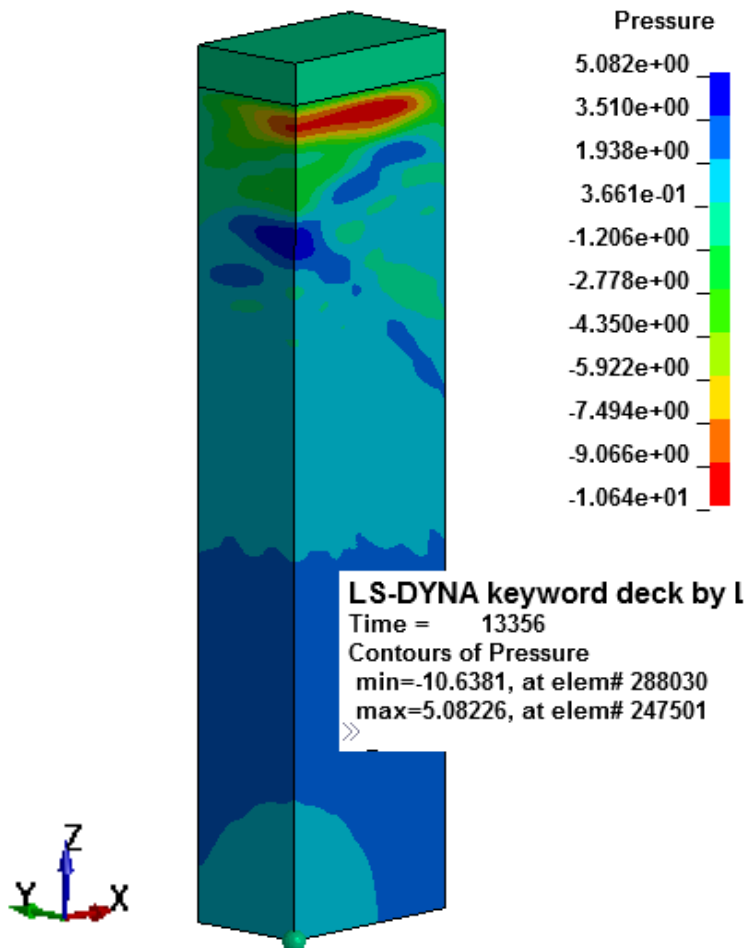 Pressure
5.082e+00
3.510e+00
1.938e+00
3.661e-01
-1.206e+00
-2.778e+00
-4.350e+00
-5.922e+00
-7.494e+00
-9.066e+00
-1.064e+01
LS-DYNA keyword deck by L
Time = 13356
Contours of Pressure
min=-10.6381, at elem# 288030
max=5.08226, at elem# 247501
Z
Y
X